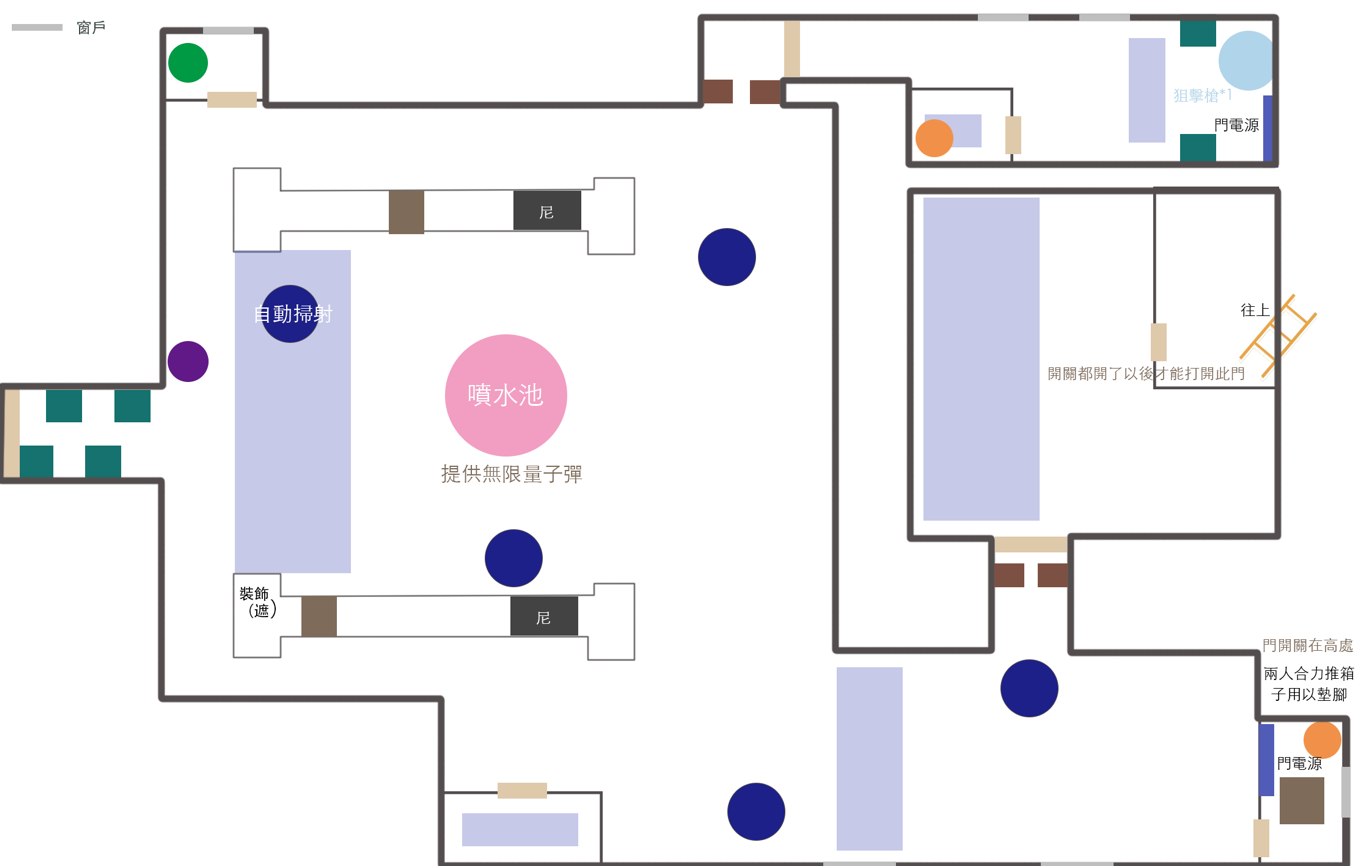 窗戶
狙擊槍*1
門電源
尼
往上
自動掃射
開關都開了以後才能打開此門
噴水池
提供無限量子彈
裝飾
（遮）
尼
門開關在高處
兩人合力推箱
子用以墊腳
門電源